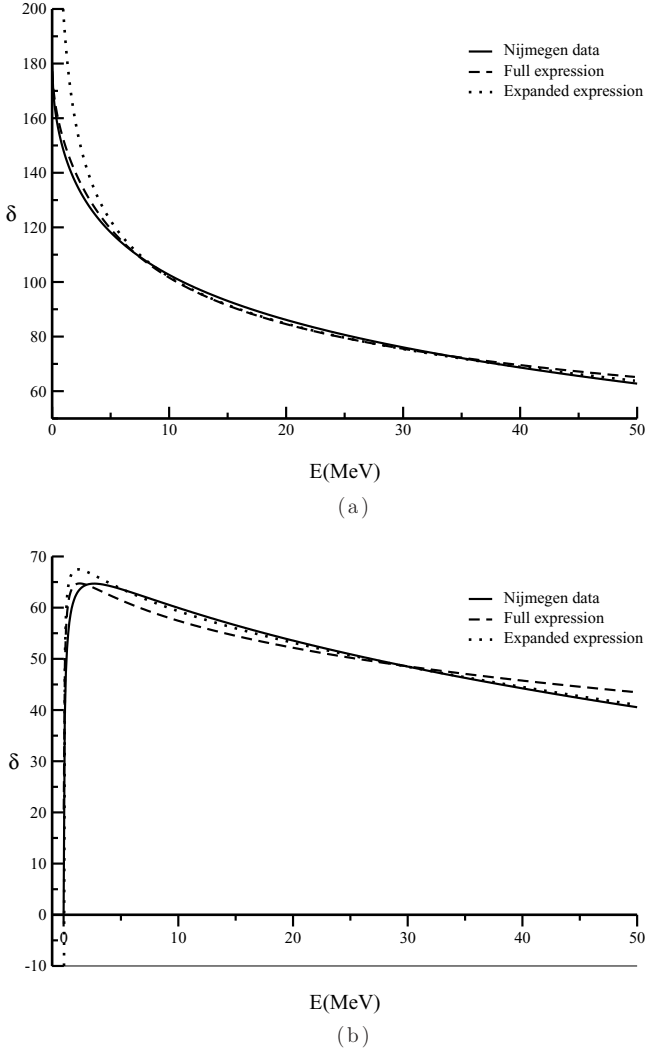 200
180
160
140
120
100
80
60
δ
0
10
20
30
40
50
E(MeV)
Nijmegen data
Full expression
Expanded expression
(a)
70
60
50
40
30
20
10
0
-10
δ
0
10
20
30
40
50
E(MeV)
Nijmegen data
Full expression
Expanded expression
(b)